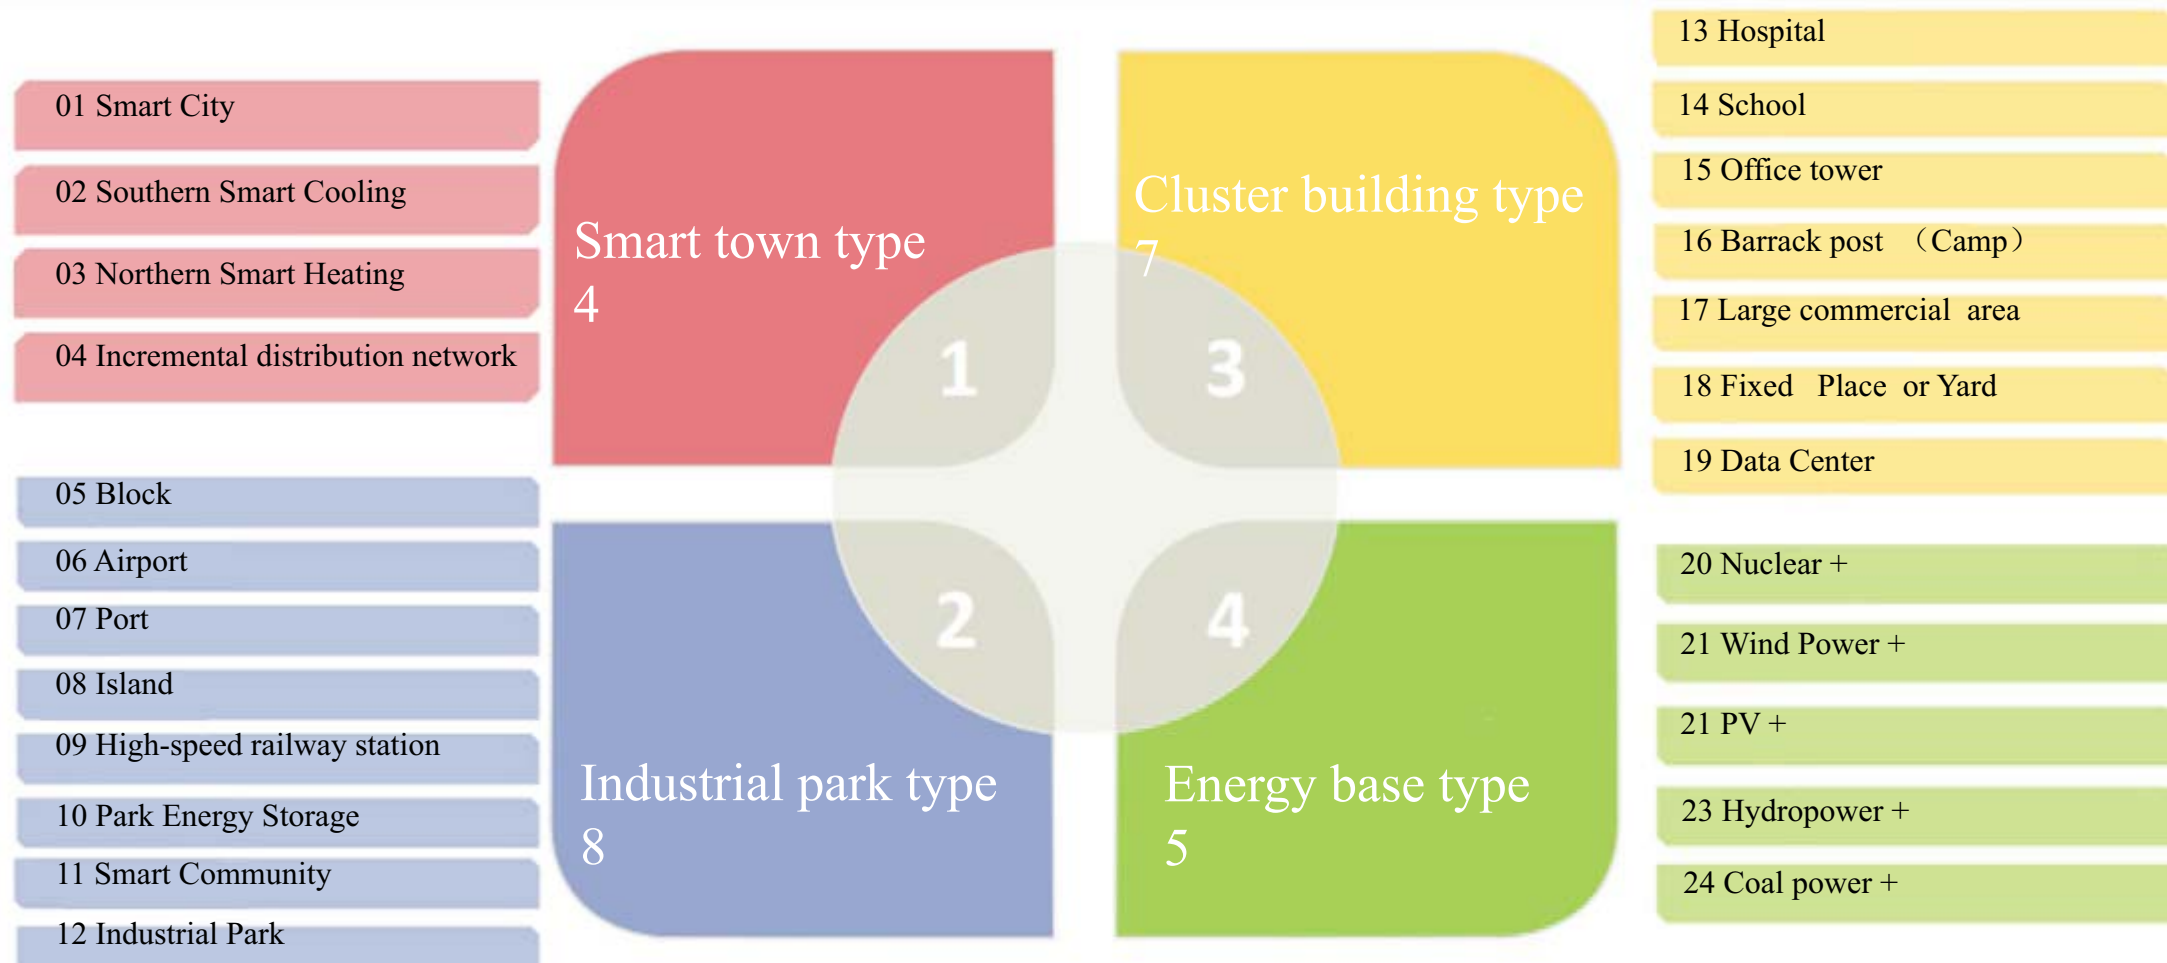 01 Smart City
02 Southern Smart Cooling
03 Northern Smart Heating
04 Incremental distribution network
Smart town type
4
1
05 Block
06 Airport
07 Port
08 Island
09 High-speed railway station
10 Park Energy Storage
11 Smart Community
12 Industrial Park
Industrial park type
8
2
Cluster building type
7
3
13 Hospital
14 School
15 Office tower
16 Barrack post （Camp）
17 Large commercial area
18 Fixed Place or Yard
19 Data Center
Energy base type
5
4
20 Nuclear +
21 Wind Power +
21 PV +
23 Hydropower +
24 Coal power +